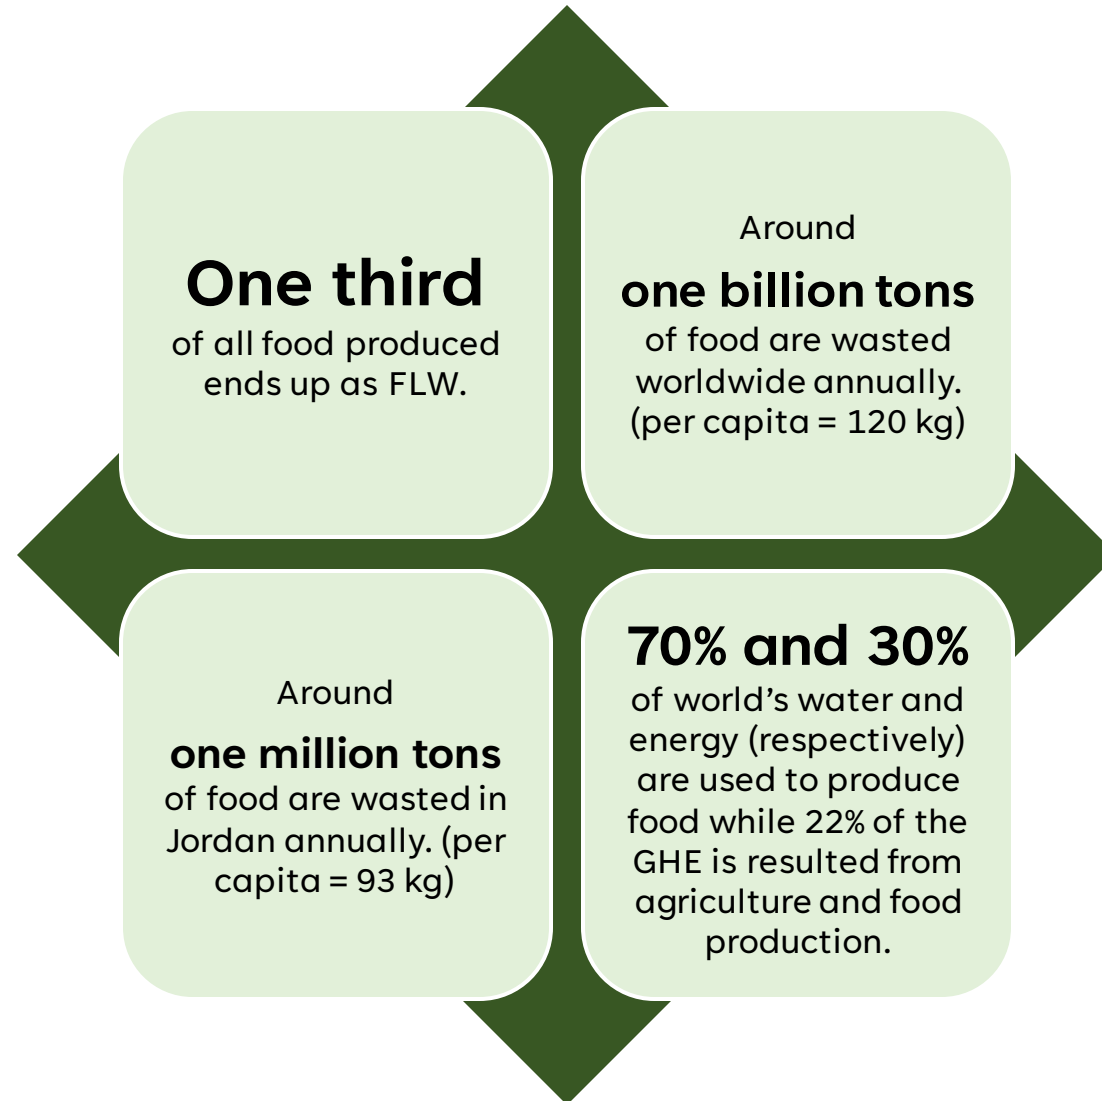 One third
of all food produced
ends up as FLW.
Around
one billion tons
of food are wasted
worldwide annually.
(per capita = 120 kg)
Around
one million tons
of food are wasted in
Jordan annually. (per
capita = 93 kg)
70% and 30%
of world’s water and
energy (respectively)
are used to produce
food while 22% of the
GHE is resulted from
agriculture and food
production.